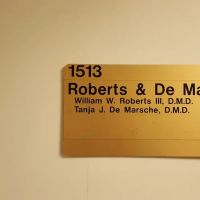 1513
Roberts & De Ma
William W. Roberts III, D.M.D.
Tanja J. De Marsche, D.M.D.